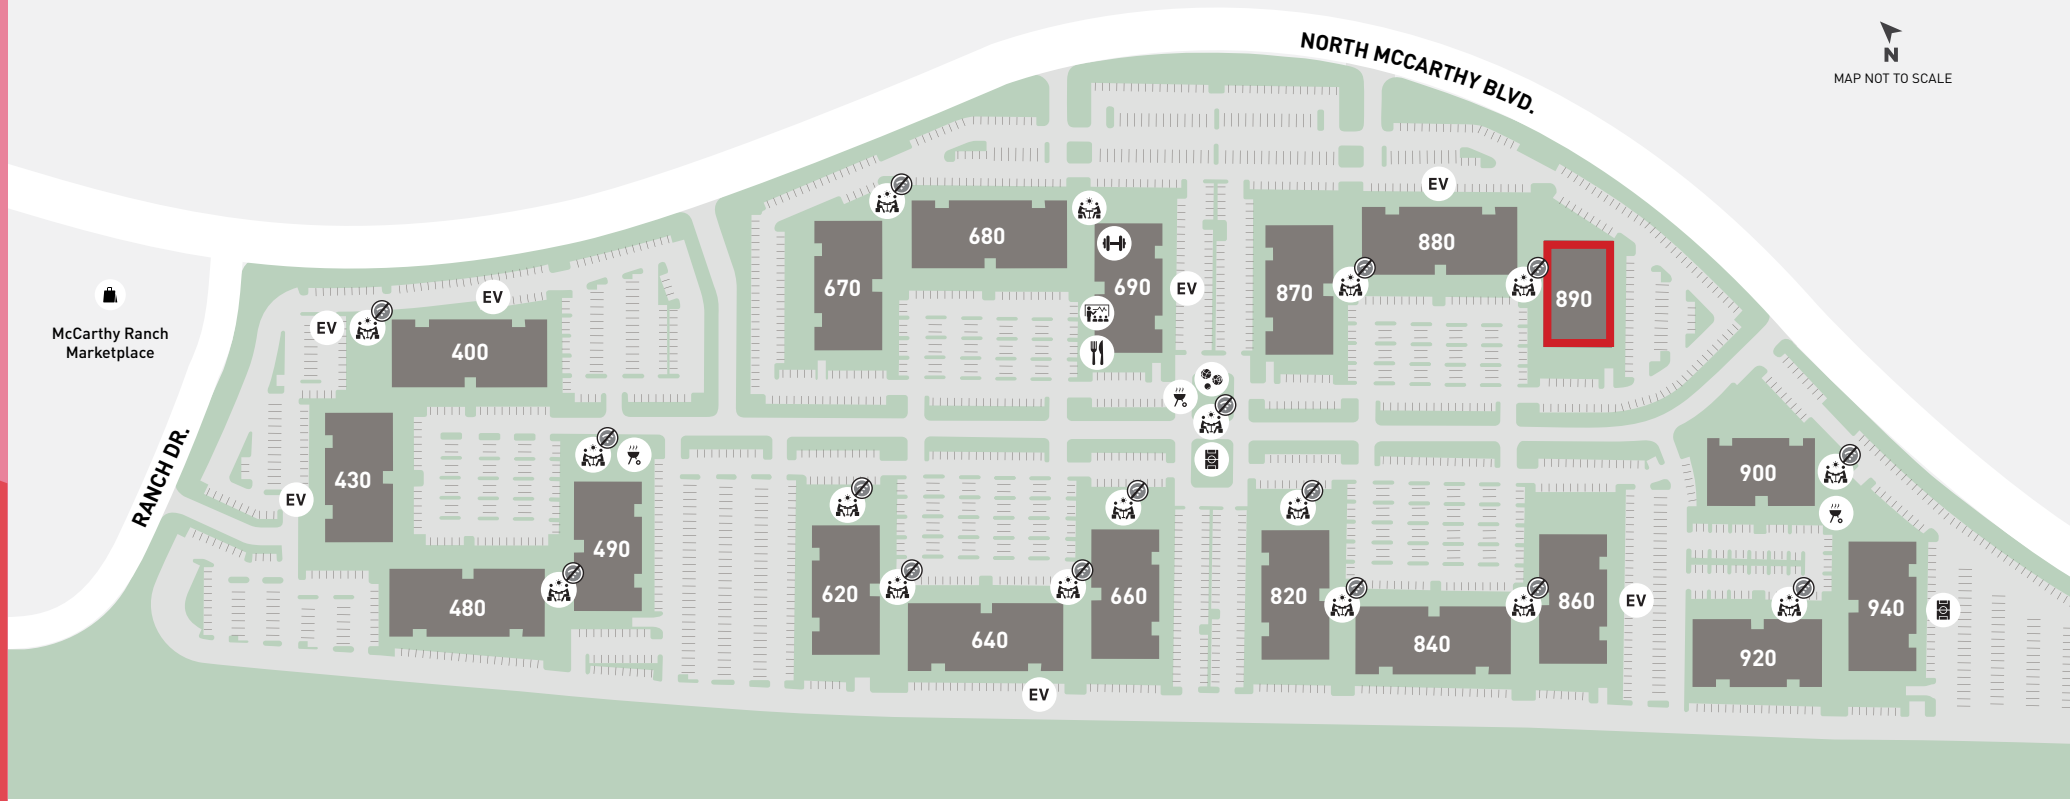 NORTH MCCARTHY BLVD.
N
MAP NOT TO SCALE
EV
680
880
670
690
EV
870
890
EV
EV
McCarthy Ranch
Marketplace
400
RANCH DR.
430
EV
490
480
620
660
640
EV
820
860
EV
840
900
940
920